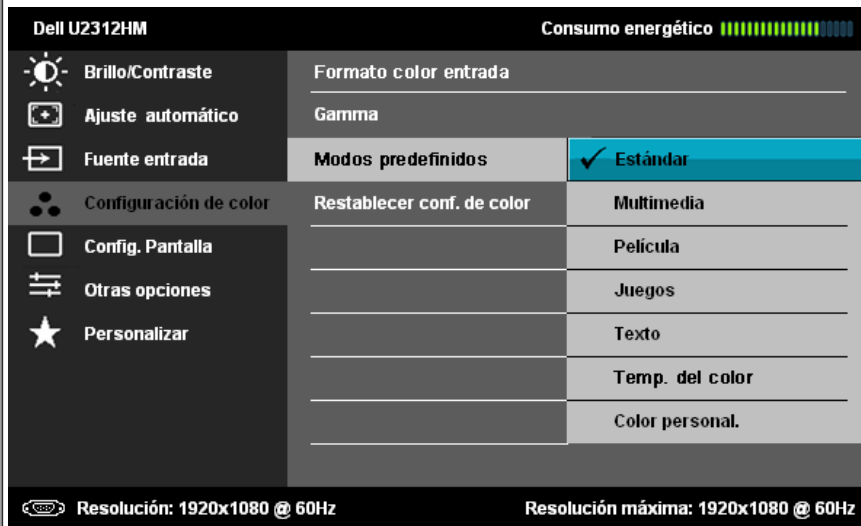 Dell U2312HM Consumo energético
Brillo/Contraste Formato color entrada
Ajuste automático Gamma
Fuente entrada Modos predefinidos Estándar
Configuración de color Restablecer conf. de color Multimedia
Config. Pantalla Película
Otras opciones Juegos
Personalizar Texto
Temp. del color
Color personal.
Resolución: 1920x1080 @ 60Hz Resolución máxima: 1920x1080 @ 60Hz